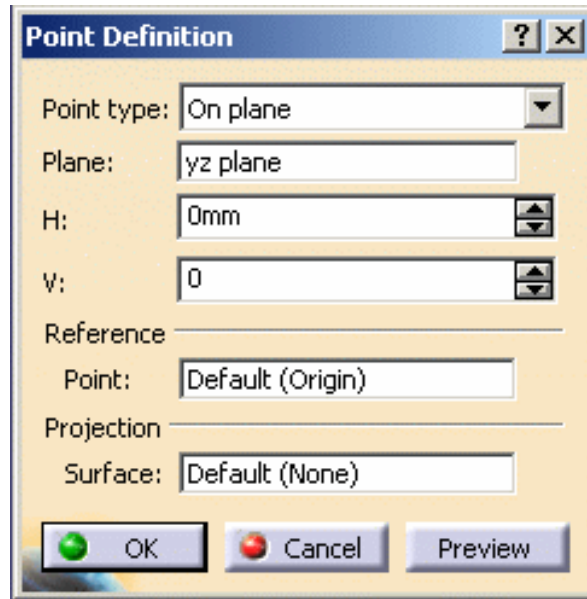 Point Definition ? X
Point type: On plane
Plane: yz plane
H: 0mm
V: 0
Reference
Point: Default (Origin)
Projection
Surface: Default (None)
OK Cancel Preview